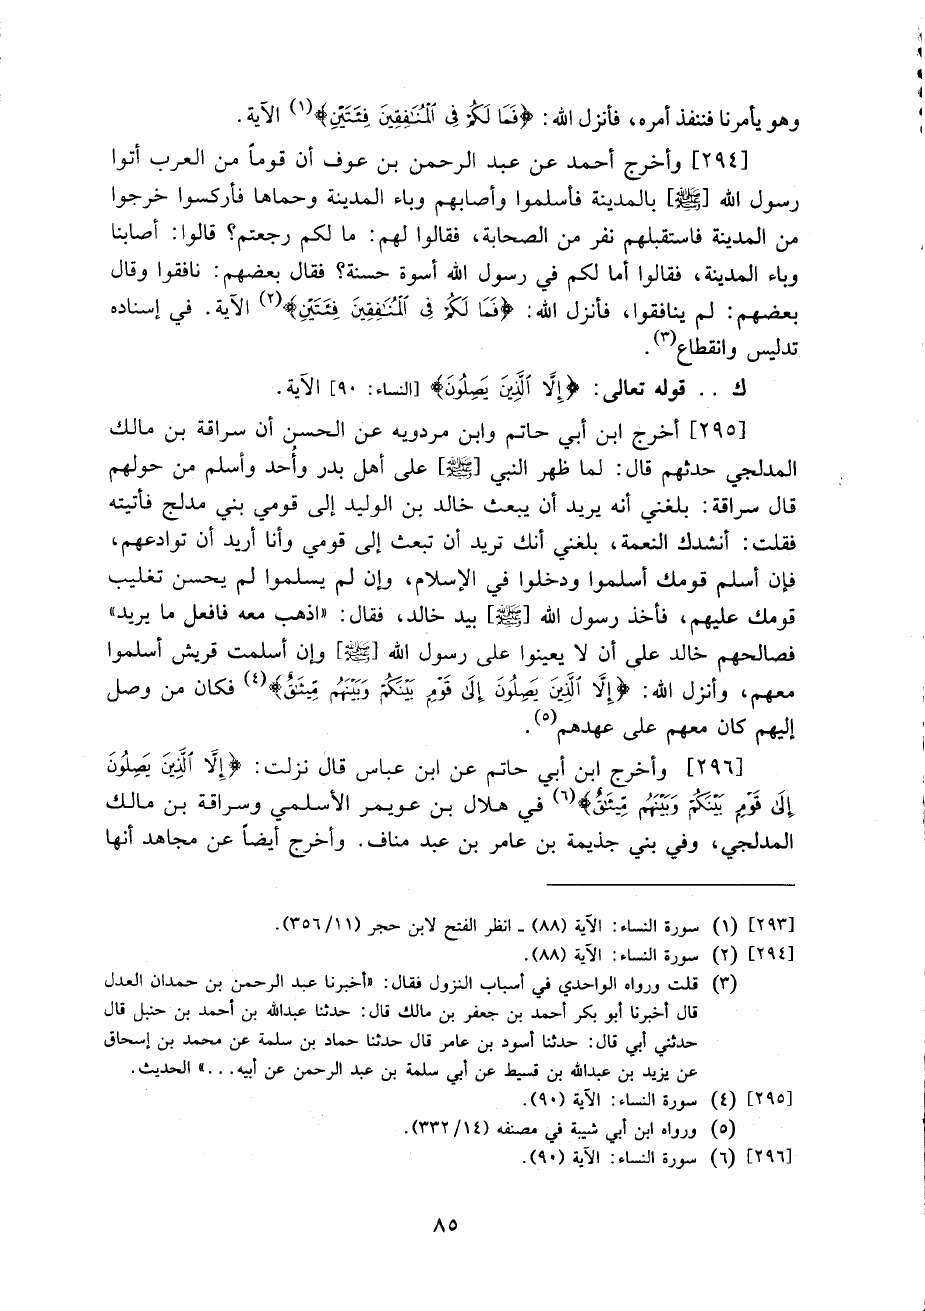 وهو يأمرنا فننفذ أمره، فأنزل الله: ﴿فَمَا لَكُمْ فِى ٱلْمُنَٰفِقِينَ فِئَتَيْنِ﴾(١) الآية.
[٢٩٤] وأخرج أحمد عن عبد الرحمن بن عوف أن قوماً من العرب أتوا
رسول الله [ﷺ] بالمدينة فأسلموا وأصابهم وباء المدينة وحماها فأركسوا خرجوا
من المدينة فاستقبلهم نفر من الصحابة، فقالوا لهم: ما لكم رجعتم؟ قالوا: أصابنا
وباء المدينة، فقالوا أما لكم في رسول الله أسوة حسنة؟ فقال بعضهم: نافقوا وقال
بعضهم: لم ينافقوا، فأنزل الله: ﴿فَمَا لَكُمْ فِى ٱلْمُنَٰفِقِينَ فِئَتَيْنِ﴾(٢) الآية. في إسناده
تدليس وانقطاع(٣).
ك .. قوله تعالى: ﴿إِلَّا ٱلَّذِينَ يَصِلُونَ﴾ [النساء: ٩٠] الآية.
[٢٩٥] أخرج ابن أبي حاتم وابن مردويه عن الحسن أن سراقة بن مالك
المدلجي حدثهم قال: لما ظهر النبي [ﷺ] على أهل بدر وأُحد وأسلم من حولهم
قال سراقة: بلغني أنه يريد أن يبعث خالد بن الوليد إلى قومي بني مدلج فأتيته
فقلت: أنشدك النعمة، بلغني أنك تريد أن تبعث إلى قومي وأنا أريد أن توادعهم،
فإن أسلم قومك أسلموا ودخلوا في الإسلام، وإن لم يسلموا لم يحسن تغليب
قومك عليهم، فأخذ رسول الله [ﷺ] بيد خالد، فقال: «اذهب معه فافعل ما يريد»
فصالحهم خالد على أن لا يعينوا على رسول الله [ﷺ] وإن أسلمت قريش أسلموا
معهم، وأنزل الله: ﴿إِلَّا ٱلَّذِينَ يَصِلُونَ إِلَىٰ قَوْمٍ بَيْنَكُمْ وَبَيْنَهُم مِّيثَٰقٌ﴾(٤) فكان من وصل
إليهم كان معهم على عهدهم(٥).
[٢٩٦] وأخرج ابن أبي حاتم عن ابن عباس قال نزلت: ﴿إِلَّا ٱلَّذِينَ يَصِلُونَ
إِلَىٰ قَوْمٍ بَيْنَكُمْ وَبَيْنَهُم مِّيثَٰقٌ﴾(٦) في هلال بن عويمر الأسلمي وسراقة بن مالك
المدلجي، وفي بني جذيمة بن عامر بن عبد مناف. وأخرج أيضاً عن مجاهد أنها
[٢٩٣] (١) سورة النساء: الآية (٨٨) - انظر الفتح لابن حجر (٣٥٦/١١).
[٢٩٤] (٢) سورة النساء: الآية (٨٨).
(٣) قلت ورواه الواحدي في أسباب النزول فقال: «أخبرنا عبد الرحمن بن حمدان العدل
قال أخبرنا أبو بكر أحمد بن جعفر بن مالك قال: حدثنا عبدالله بن أحمد بن حنبل قال
حدثني أبي قال: حدثنا أسود بن عامر قال حدثنا حماد بن سلمة عن محمد بن إسحاق
عن يزيد بن عبدالله بن قسيط عن أبي سلمة بن عبد الرحمن عن أبيه...» الحديث.
[٢٩٥] (٤) سورة النساء: الآية (٩٠).
(٥) ورواه ابن أبي شيبة في مصنفه (٣٣٢/١٤).
[٢٩٦] (٦) سورة النساء: الآية (٩٠).
٨٥